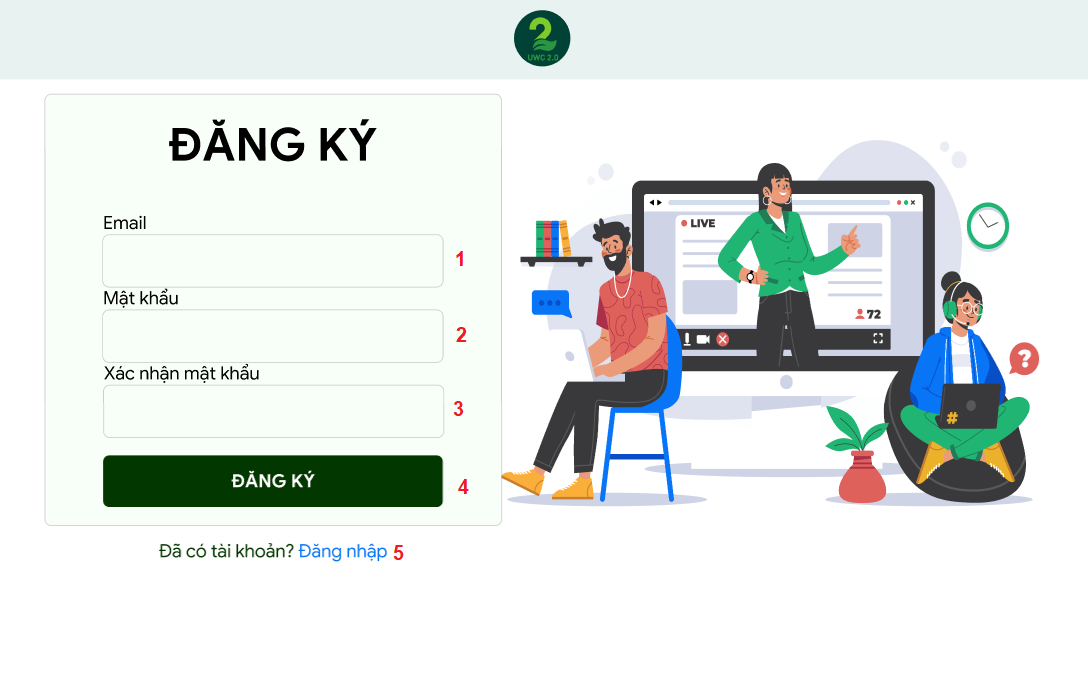 2
UWC 2.0
ĐĂNG KÝ
Email
1
Mật khẩu
2
Xác nhận mật khẩu
3
ĐĂNG KÝ
4
Đã có tài khoản? Đăng nhập 5
LIVE
72
?
#